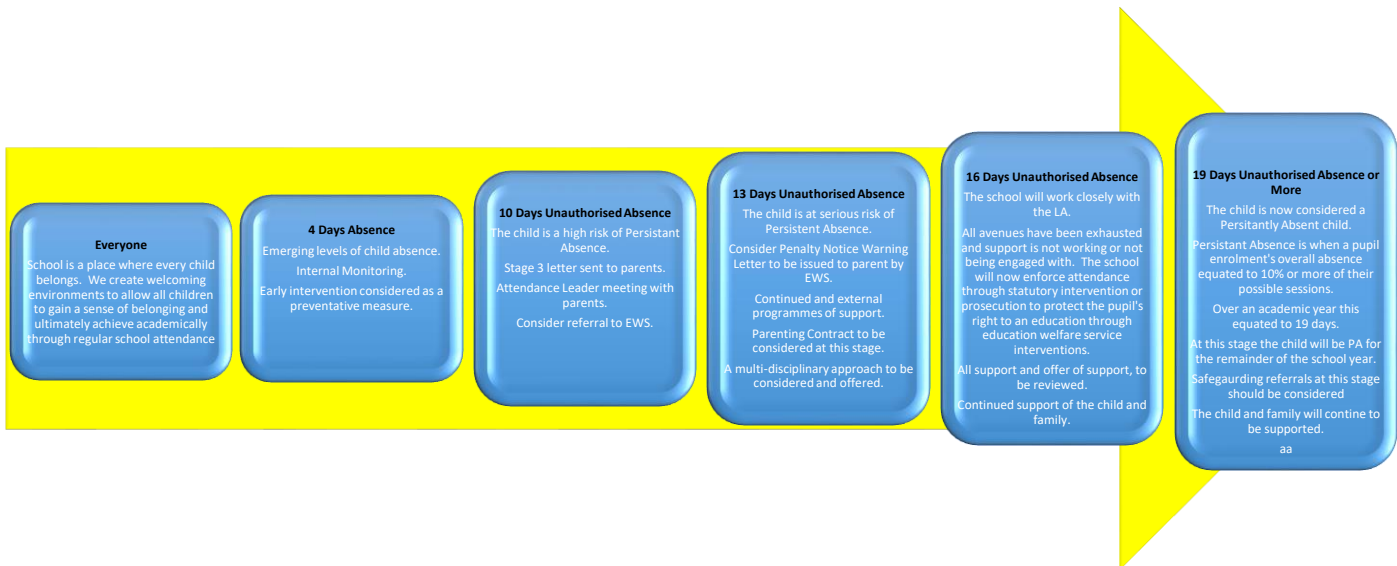 Everyone
School is a place where every child
belongs. We create welcoming
environments to allow all children
to gain a sense of belonging and
ultimately achieve academically
through regular school attendance
4 Days Absence
Emerging levels of child absence.
Internal Monitoring.
Early intervention considered as a
preventative measure.
10 Days Unauthorised Absence
The child is a high risk of Persistant
Absence.
Stage 3 letter sent to parents.
Attendance Leader meeting with
parents.
Consider referral to EWS.
13 Days Unauthorised Absence
The child is at serious risk of
Persistent Absence.
Consider Penalty Notice Warning
Letter to be issued to parent by
EWS.
Continued and external
programmes of support.
Parenting Contract to be
considered at this stage.
A multi-disciplinary approach to be
considered and offered.
16 Days Unauthorised Absence
The school will work closely with
the LA.
All avenues have been exhausted
and support is not working or not
being engaged with. The school
will now enforce attendance
through statutory intervention or
prosecution to protect the pupil's
right to an education through
education welfare service
interventions.
All support and offer of support, to
be reviewed.
Continued support of the child and
family.
19 Days Unauthorised Absence or
More
The child is now considered a
Persitantly Absent child.
Persistant Absence is when a pupil
enrolment's overall absence
equated to 10% or more of their
possible sessions.
Over an academic year this
equated to 19 days.
At this stage the child will be PA for
the remainder of the school year.
Safegaurding referrals at this stage
should be considered
The child and family will contine to
be supported.
aa